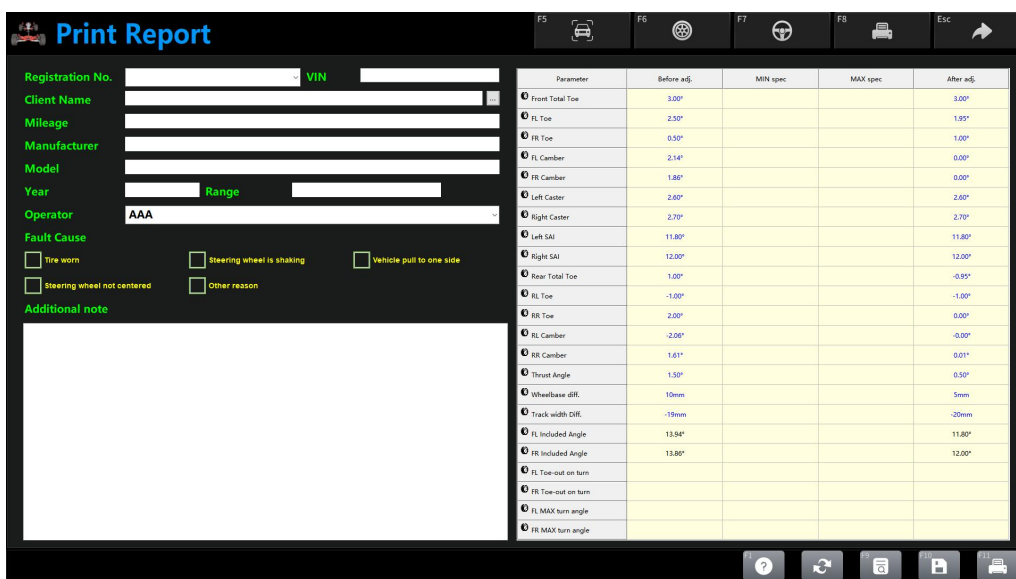 Print Report
F5 F6 F7 F8 Esc
Registration No. VIN
Client Name ...
Mileage
Manufacturer
Model
Year Range
Operator AAA
Fault Cause
Tire worn Steering wheel is shaking Vehicle pull to one side
Steering wheel not centered Other reason
Additional note
Parameter Before adj. MIN spec MAX spec After adj.
Front Total Toe 3.00° 3.00°
FL Toe 2.50° 1.95°
FR Toe 0.50° 1.00°
FL Camber 2.14° 0.00°
FR Camber 1.86° 0.00°
Left Caster 2.60° 2.60°
Right Caster 2.70° 2.70°
Left SAI 11.80° 11.80°
Right SAI 12.00° 12.00°
Rear Total Toe 1.00° -0.95°
RL Toe -1.00° -1.00°
RR Toe 2.00° 0.00°
RL Camber -2.06° -0.00°
RR Camber 1.61° 0.01°
Thrust Angle 1.50° 0.50°
Wheelbase diff. 10mm 5mm
Track width Diff. -19mm -20mm
FL Included Angle 13.94° 11.80°
FR Included Angle 13.86° 12.00°
FL Toe-out on turn
FR Toe-out on turn
FL MAX turn angle
FR MAX turn angle
F1 ? F9 F10 F11